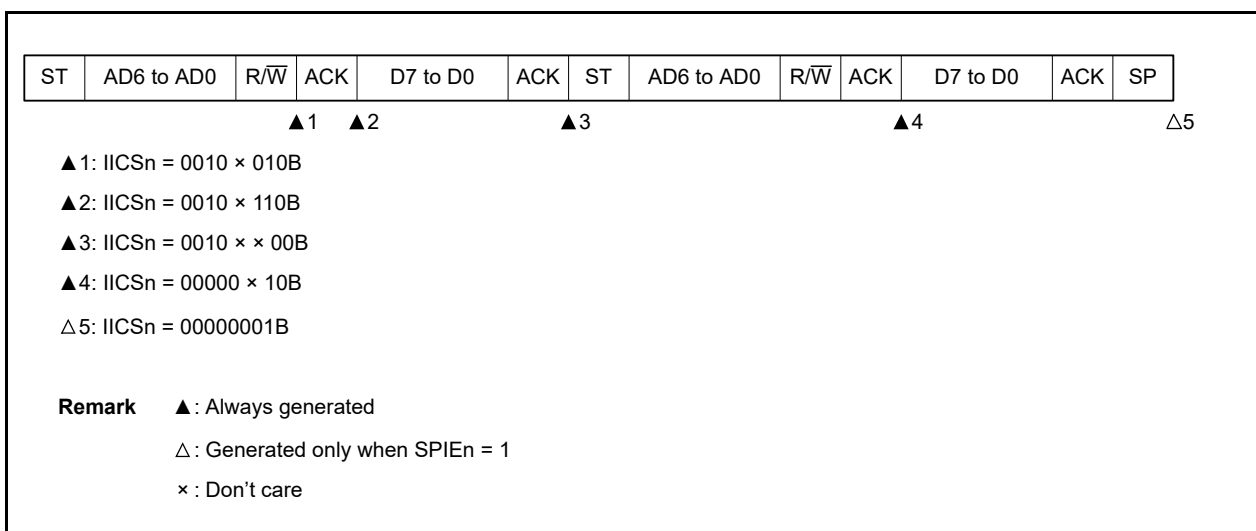 ST AD6 to AD0 R/W̅ ACK D7 to D0 ACK ST AD6 to AD0 R/W̅ ACK D7 to D0 ACK SP
▲1 ▲2 ▲3 ▲4 △5
▲1: IICSn = 0010 × 010B
▲2: IICSn = 0010 × 110B
▲3: IICSn = 0010 × × 00B
▲4: IICSn = 00000 × 10B
△5: IICSn = 00000001B
Remark ▲: Always generated
△: Generated only when SPIEn = 1
×: Don't care